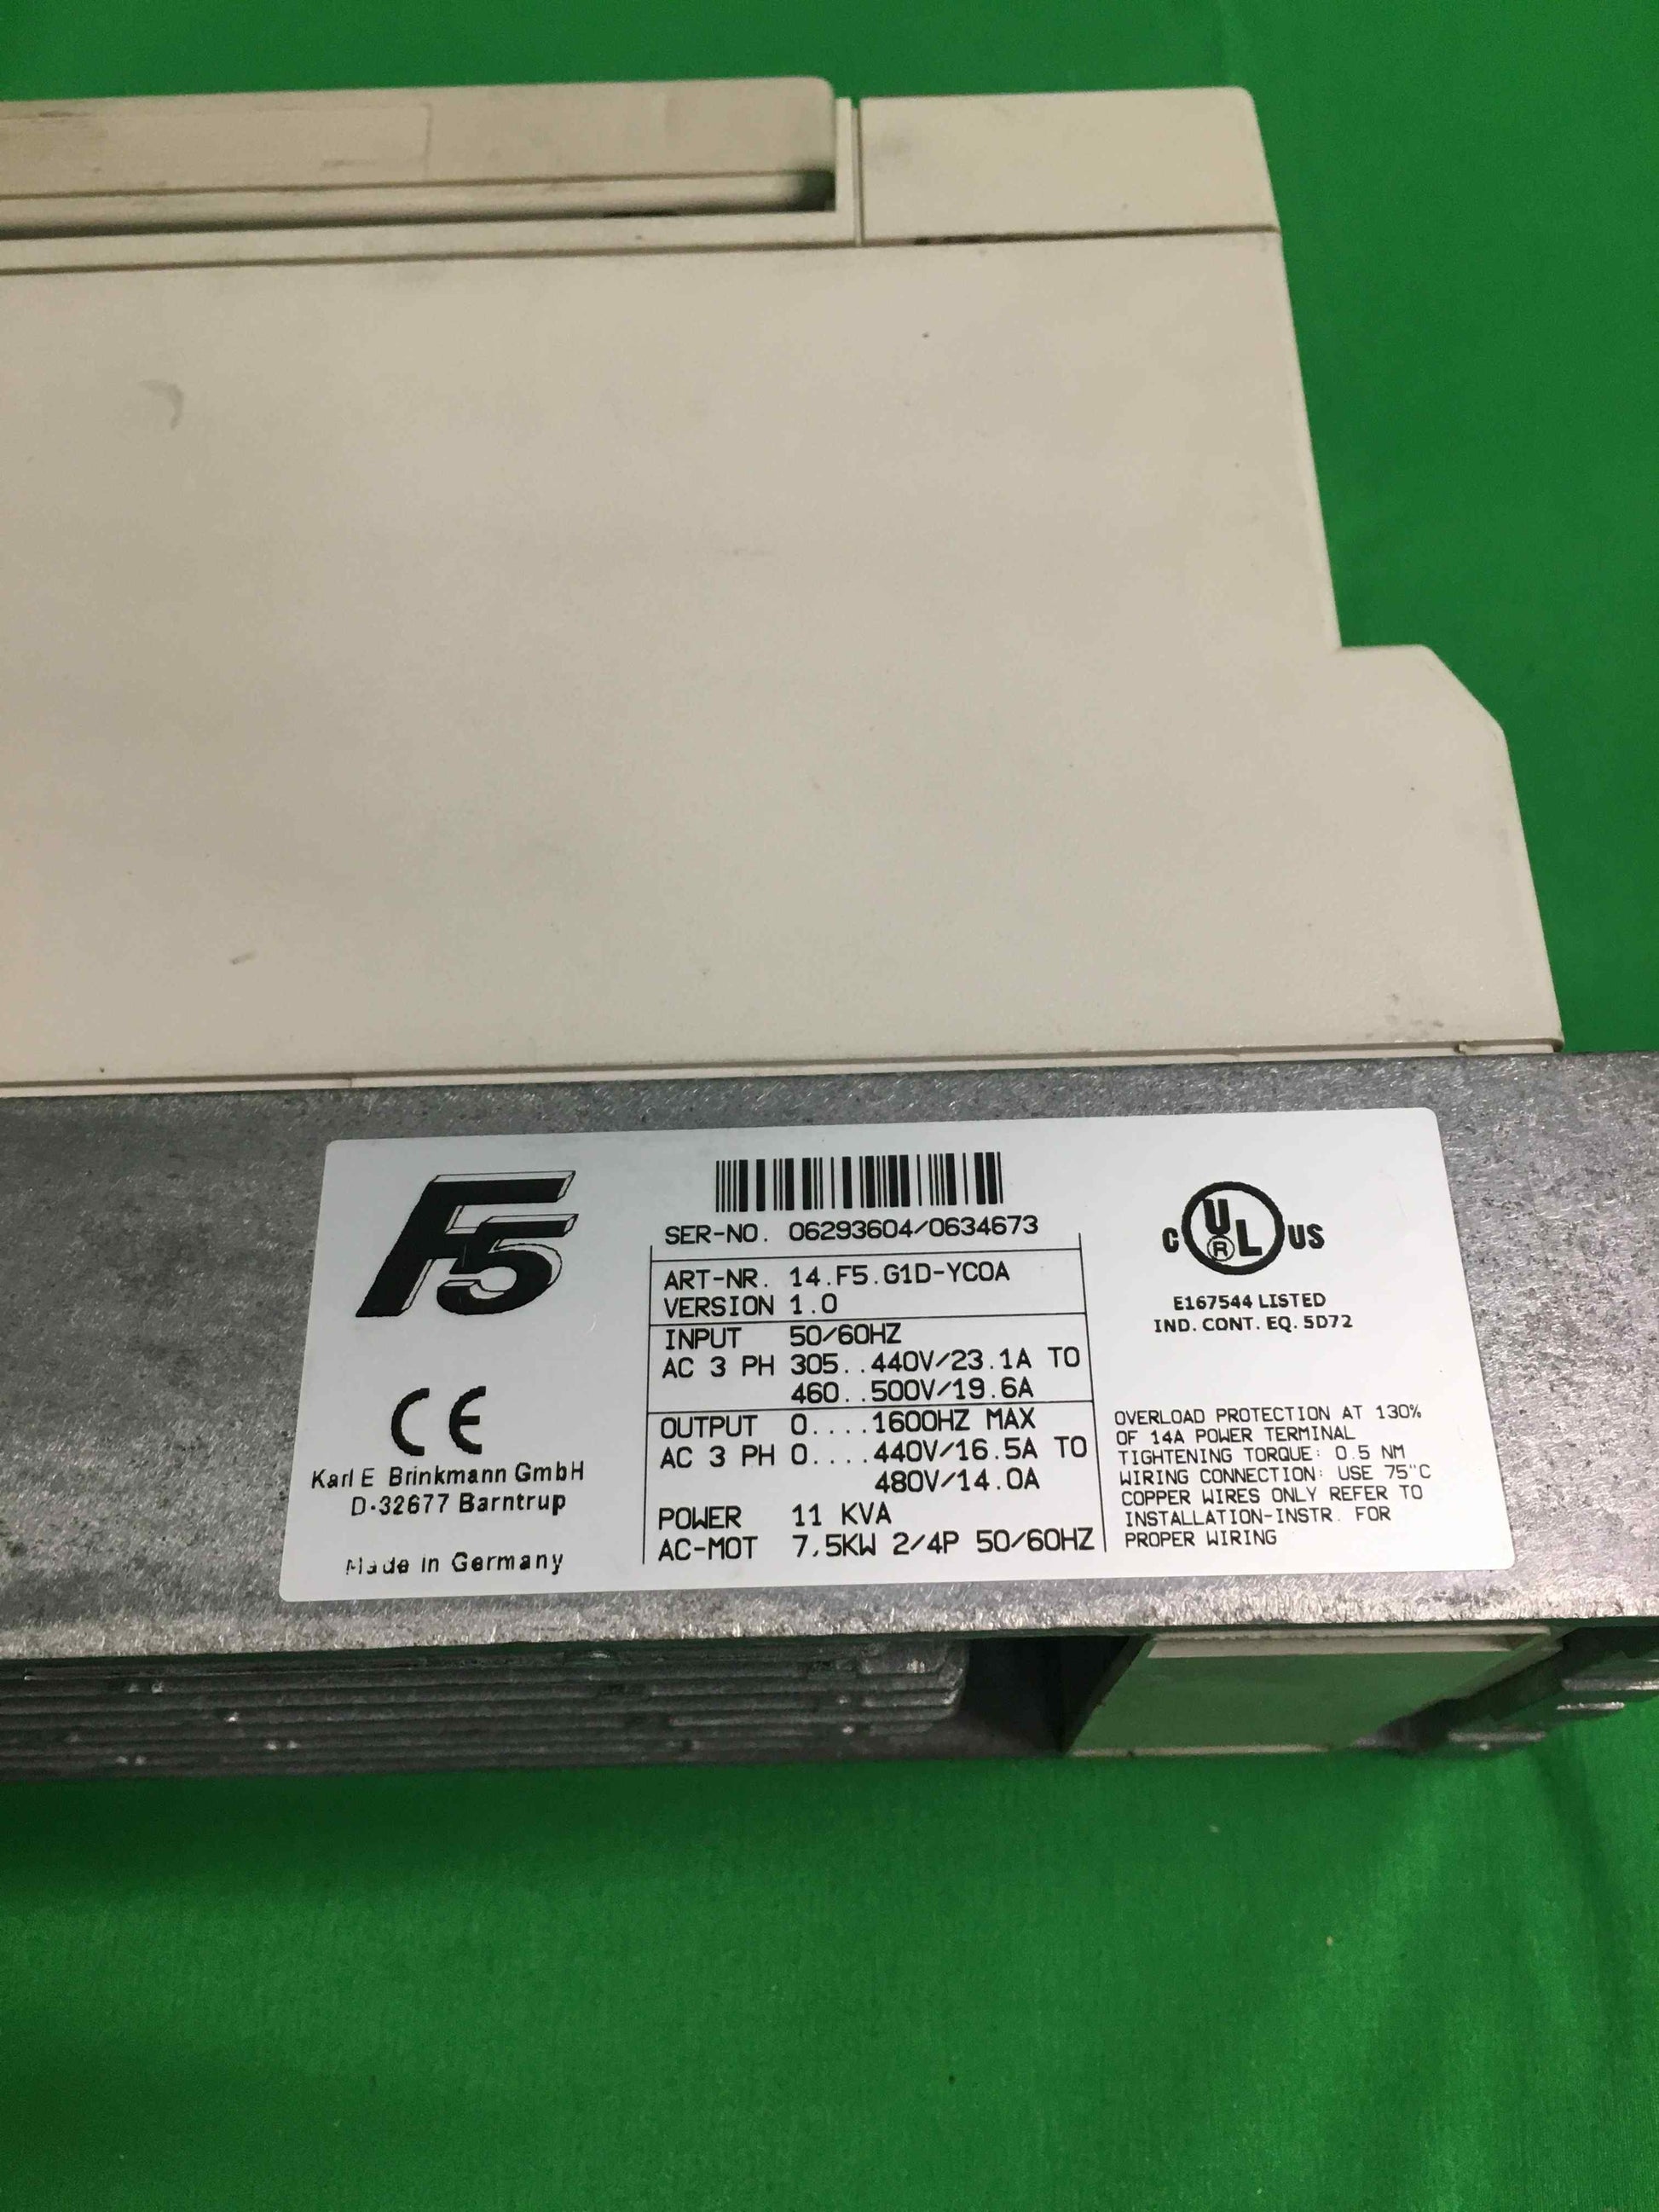 F5
SER-NO. 06293604/0634673
ART-NR. 14.F5.G1D-YC0A
VERSION 1.0
INPUT 50/60HZ
AC 3 PH 305..440V/23.1A TO
460..500V/19.6A
OUTPUT 0....1600HZ MAX
AC 3 PH 0....440V/16.5A TO
480V/14.0A
POWER 11 KVA
AC-MOT 7,5KW 2/4P 50/60HZ
CE
Karl E Brinkmann GmbH
D-32677 Barntrup
Made in Germany
C UL US
®
E167544 LISTED
IND. CONT. EQ. 5D72
OVERLOAD PROTECTION AT 130%
OF 14A POWER TERMINAL
TIGHTENING TORQUE: 0.5 NM
WIRING CONNECTION: USE 75"C
COPPER WIRES ONLY REFER TO
INSTALLATION-INSTR. FOR
PROPER WIRING